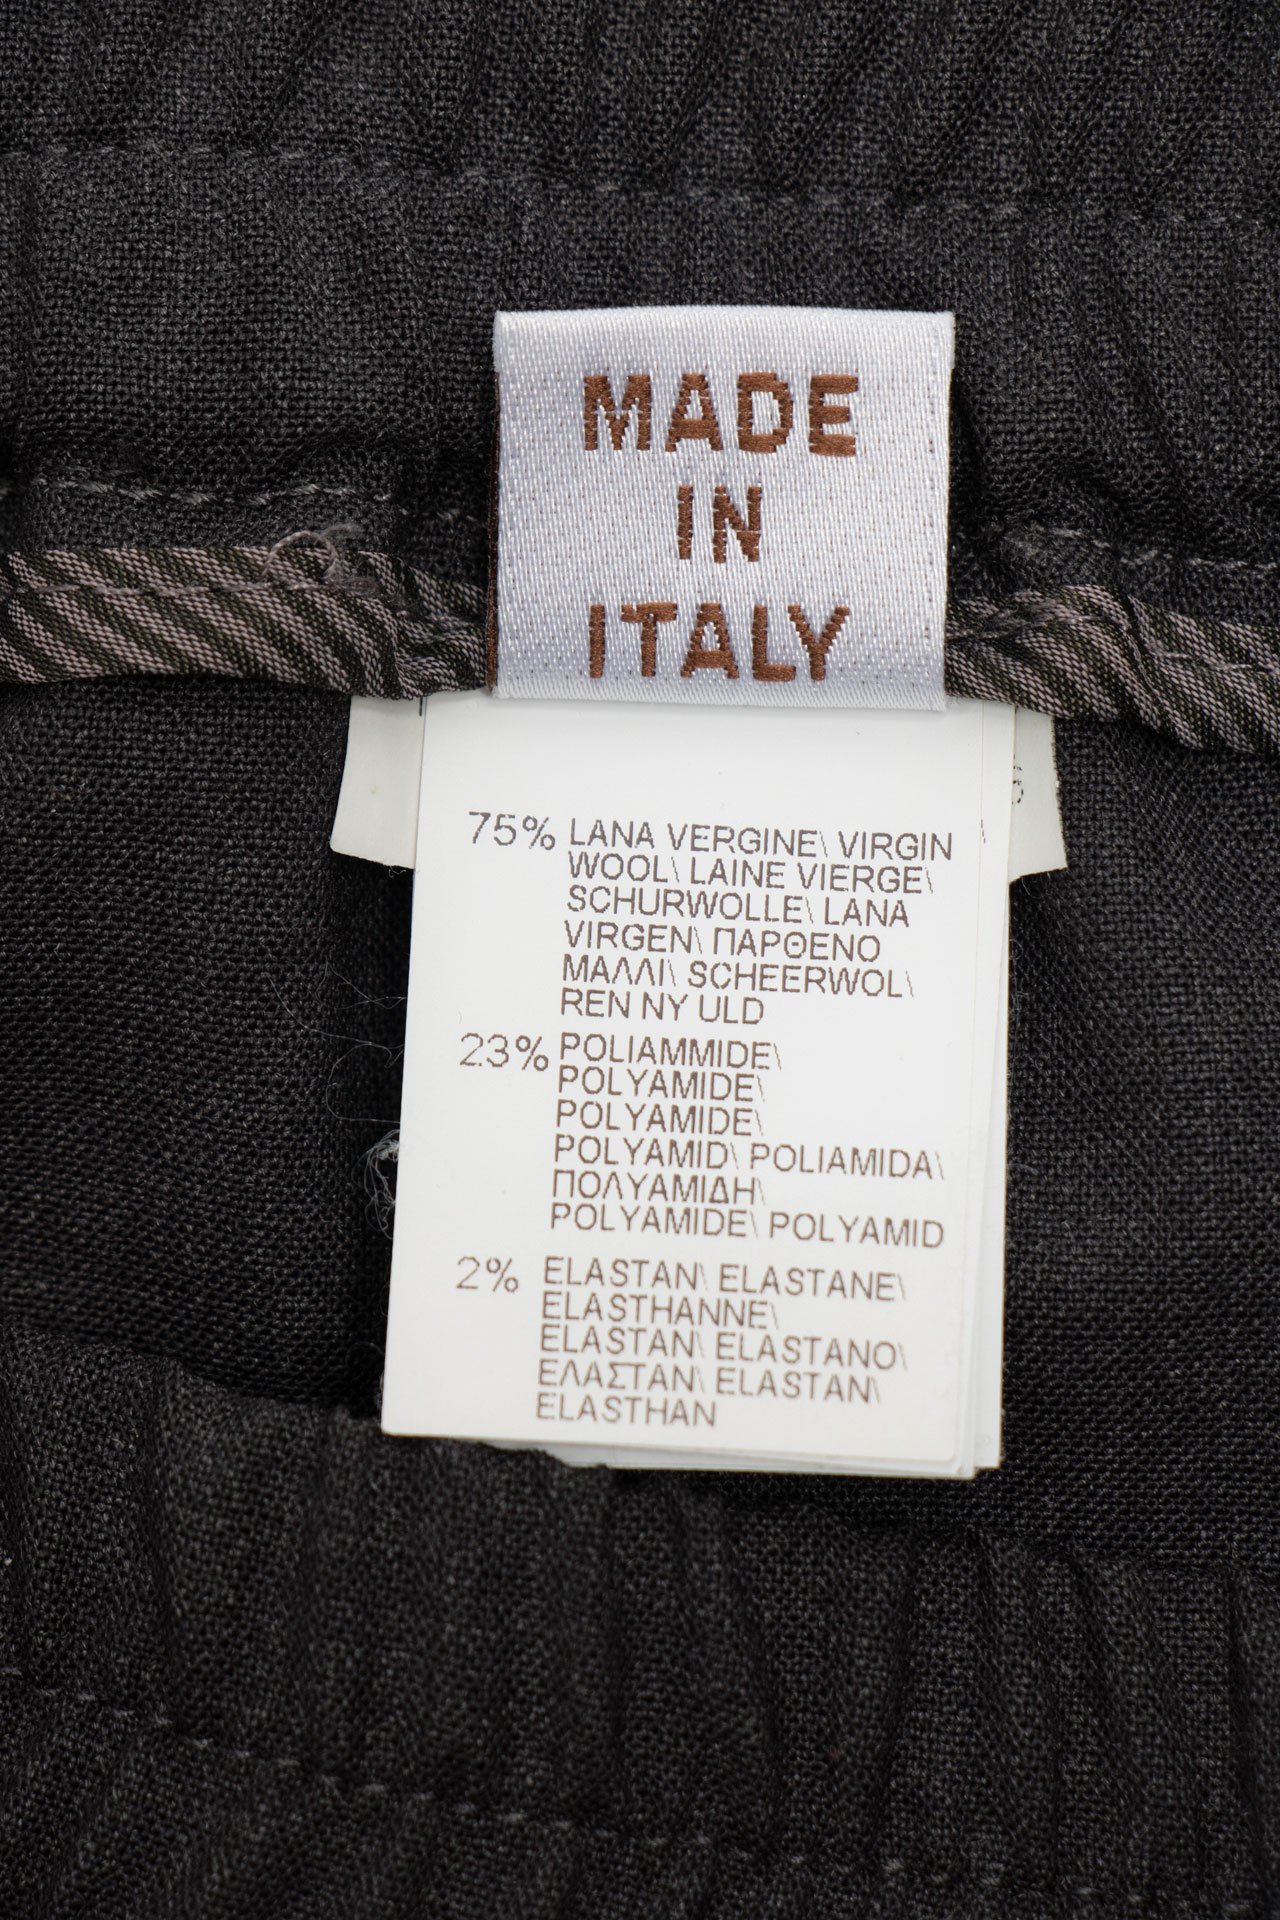 MADE
IN
ITALY
75% LANA VERGINE\ VIRGIN
WOOL\ LAINE VIERGE\
SCHURWOLLE\ LANA
VIRGEN\ ΠΑΡΘΕΝΟ
ΜΑΛΛΙ\ SCHEERWOL\
REN NY ULD
23% POLIAMMIDE\
POLYAMIDE\
POLYAMIDE\
POLYAMID\ POLIAMIDA\
ΠΟΛΥΑΜΙΔΗ\
POLYAMIDE\ POLYAMID
2% ELASTAN\ ELASTANE\
ELASTHANNE\
ELASTAN\ ELASTANO\
ΕΛΑΣΤΑΝ\ ELASTAN\
ELASTHAN